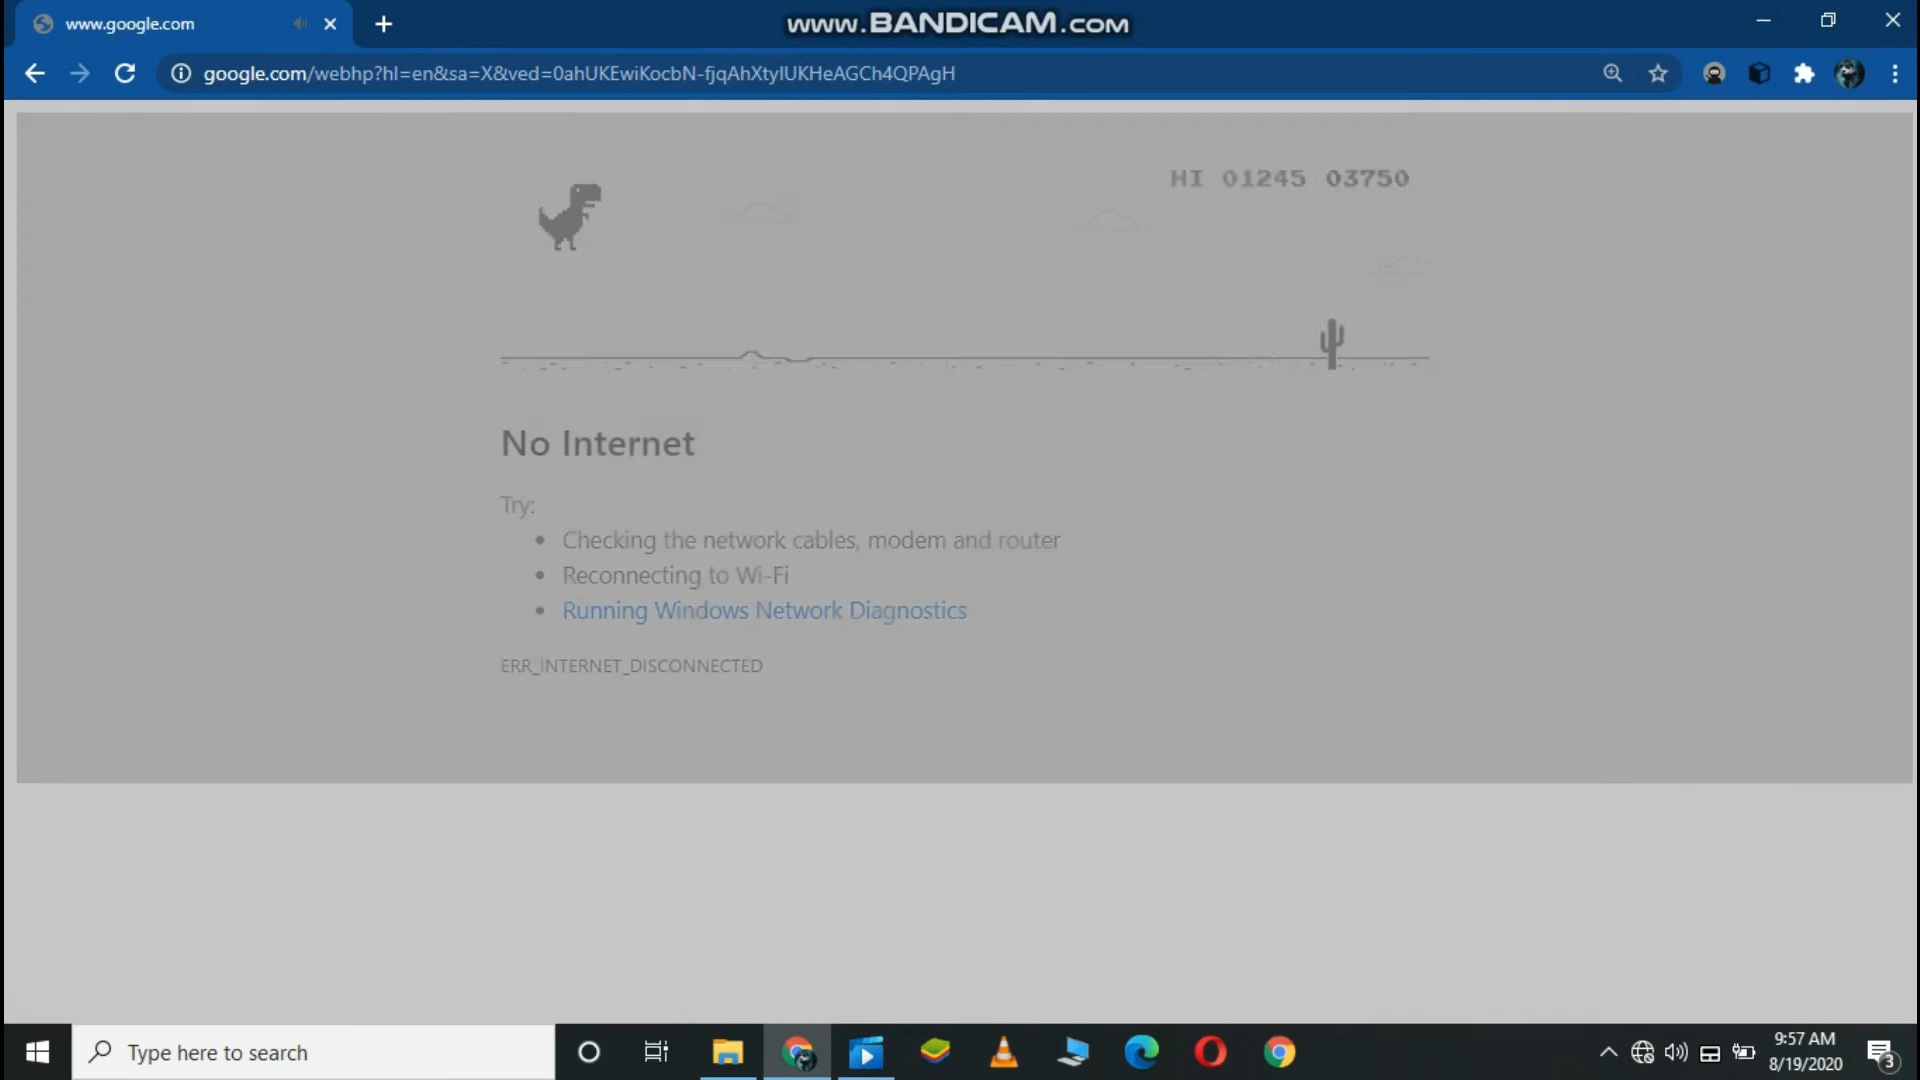 www.google.com
www.BANDICAM.com
google.com/webhp?hl=en&sa=X&ved=0ahUKEwiKocbN-fjqAhXtyIUKHeAGCh4QPAgH
HI 01245 03750
No Internet
Try:
Checking the network cables, modem and router
Reconnecting to Wi-Fi
Running Windows Network Diagnostics
ERR_INTERNET_DISCONNECTED
Type here to search
9:57 AM
8/19/2020
3